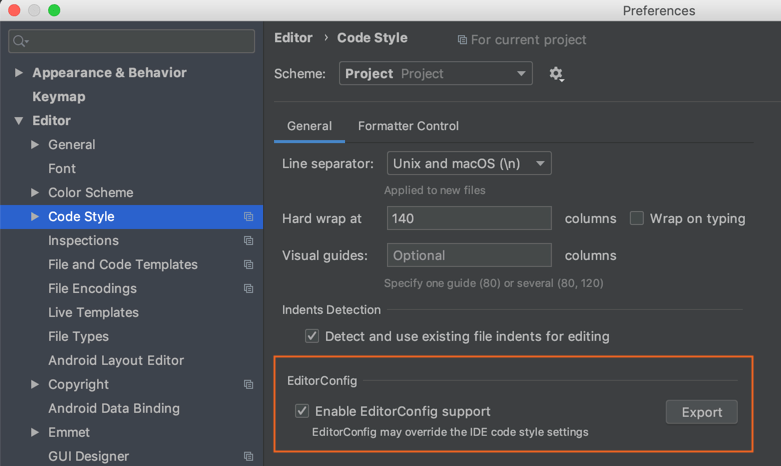 Preferences
Editor › Code Style For current project
Scheme: Project Project
Appearance & Behavior
Keymap
Editor
General
Font
Color Scheme
Code Style
Inspections
File and Code Templates
File Encodings
Live Templates
File Types
Android Layout Editor
Copyright
Android Data Binding
Emmet
GUI Designer
General Formatter Control
Line separator: Unix and macOS (\n)
Applied to new files
Hard wrap at 140 columns Wrap on typing
Visual guides: Optional columns
Specify one guide (80) or several (80, 120)
Indents Detection
Detect and use existing file indents for editing
EditorConfig
Enable EditorConfig support Export
EditorConfig may override the IDE code style settings